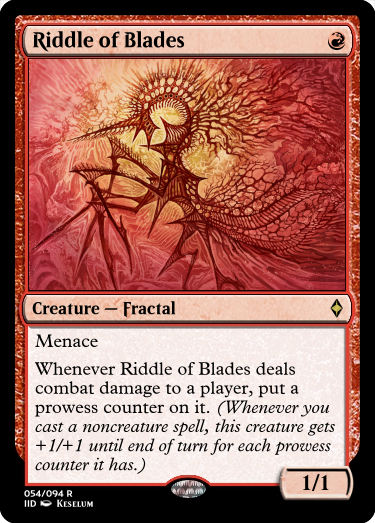 Riddle of Blades
Creature — Fractal
Menace
Whenever Riddle of Blades deals
combat damage to a player, put a
prowess counter on it. (Whenever you
cast a noncreature spell, this creature gets
+1/+1 until end of turn for each prowess
counter it has.)
1/1
054/094 R
IID Keselum